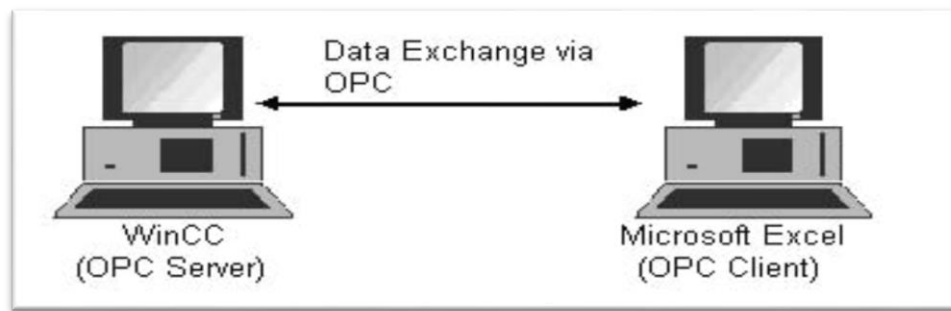 Data Exchange via
OPC
WinCC
(OPC Server)
Microsoft Excel
(OPC Client)